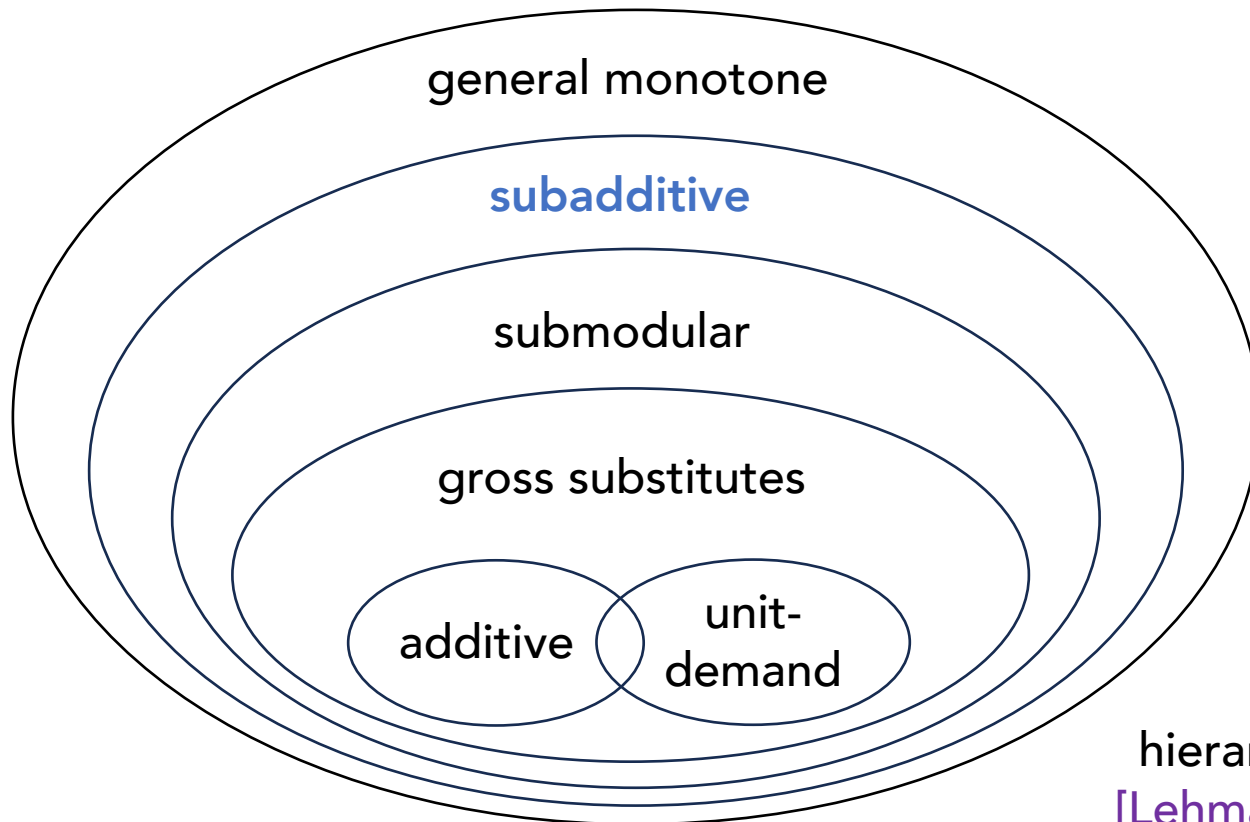 general monotone
subadditive
submodular
gross substitutes
additive
unit-
demand